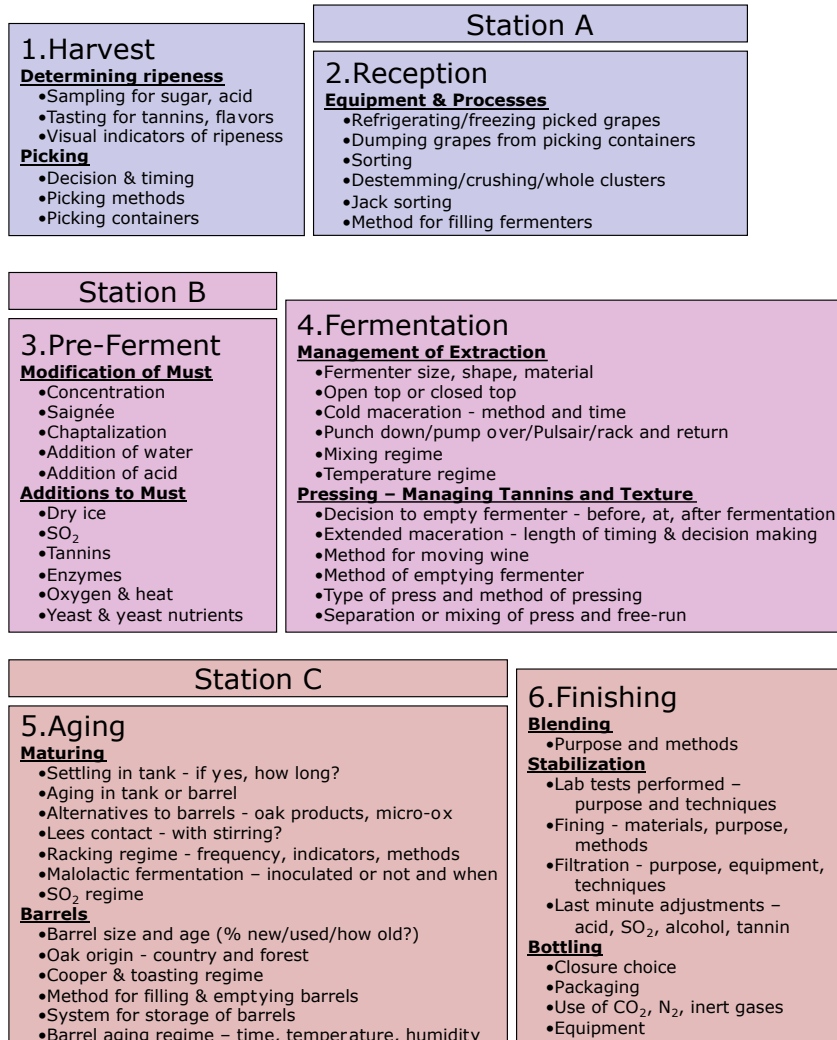 Station A
1.Harvest
Determining ripeness
•Sampling for sugar, acid
•Tasting for tannins, flavors
•Visual indicators of ripeness
Picking
•Decision & timing
•Picking methods
•Picking containers
2.Reception
Equipment & Processes
•Refrigerating/freezing picked grapes
•Dumping grapes from picking containers
•Sorting
•Destemming/crushing/whole clusters
•Jack sorting
•Method for filling fermenters
Station B
3.Pre-Ferment
Modification of Must
•Concentration
•Saignée
•Chaptalization
•Addition of water
•Addition of acid
Additions to Must
•Dry ice
•SO₂
•Tannins
•Enzymes
•Oxygen & heat
•Yeast & yeast nutrients
4.Fermentation
Management of Extraction
•Fermenter size, shape, material
•Open top or closed top
•Cold maceration - method and time
•Punch down/pump over/Pulsair/rack and return
•Mixing regime
•Temperature regime
Pressing – Managing Tannins and Texture
•Decision to empty fermenter - before, at, after fermentation
•Extended maceration - length of timing & decision making
•Method for moving wine
•Method of emptying fermenter
•Type of press and method of pressing
•Separation or mixing of press and free-run
Station C
5.Aging
Maturing
•Settling in tank - if yes, how long?
•Aging in tank or barrel
•Alternatives to barrels - oak products, micro-ox
•Lees contact - with stirring?
•Racking regime - frequency, indicators, methods
•Malolactic fermentation – inoculated or not and when
•SO₂ regime
Barrels
•Barrel size and age (% new/used/how old?)
•Oak origin - country and forest
•Cooper & toasting regime
•Method for filling & emptying barrels
•System for storage of barrels
•Barrel aging regime – time, temperature, humidity
6.Finishing
Blending
•Purpose and methods
Stabilization
•Lab tests performed –
purpose and techniques
•Fining - materials, purpose,
methods
•Filtration - purpose, equipment,
techniques
•Last minute adjustments –
acid, SO₂, alcohol, tannin
Bottling
•Closure choice
•Packaging
•Use of CO₂, N₂, inert gases
•Equipment